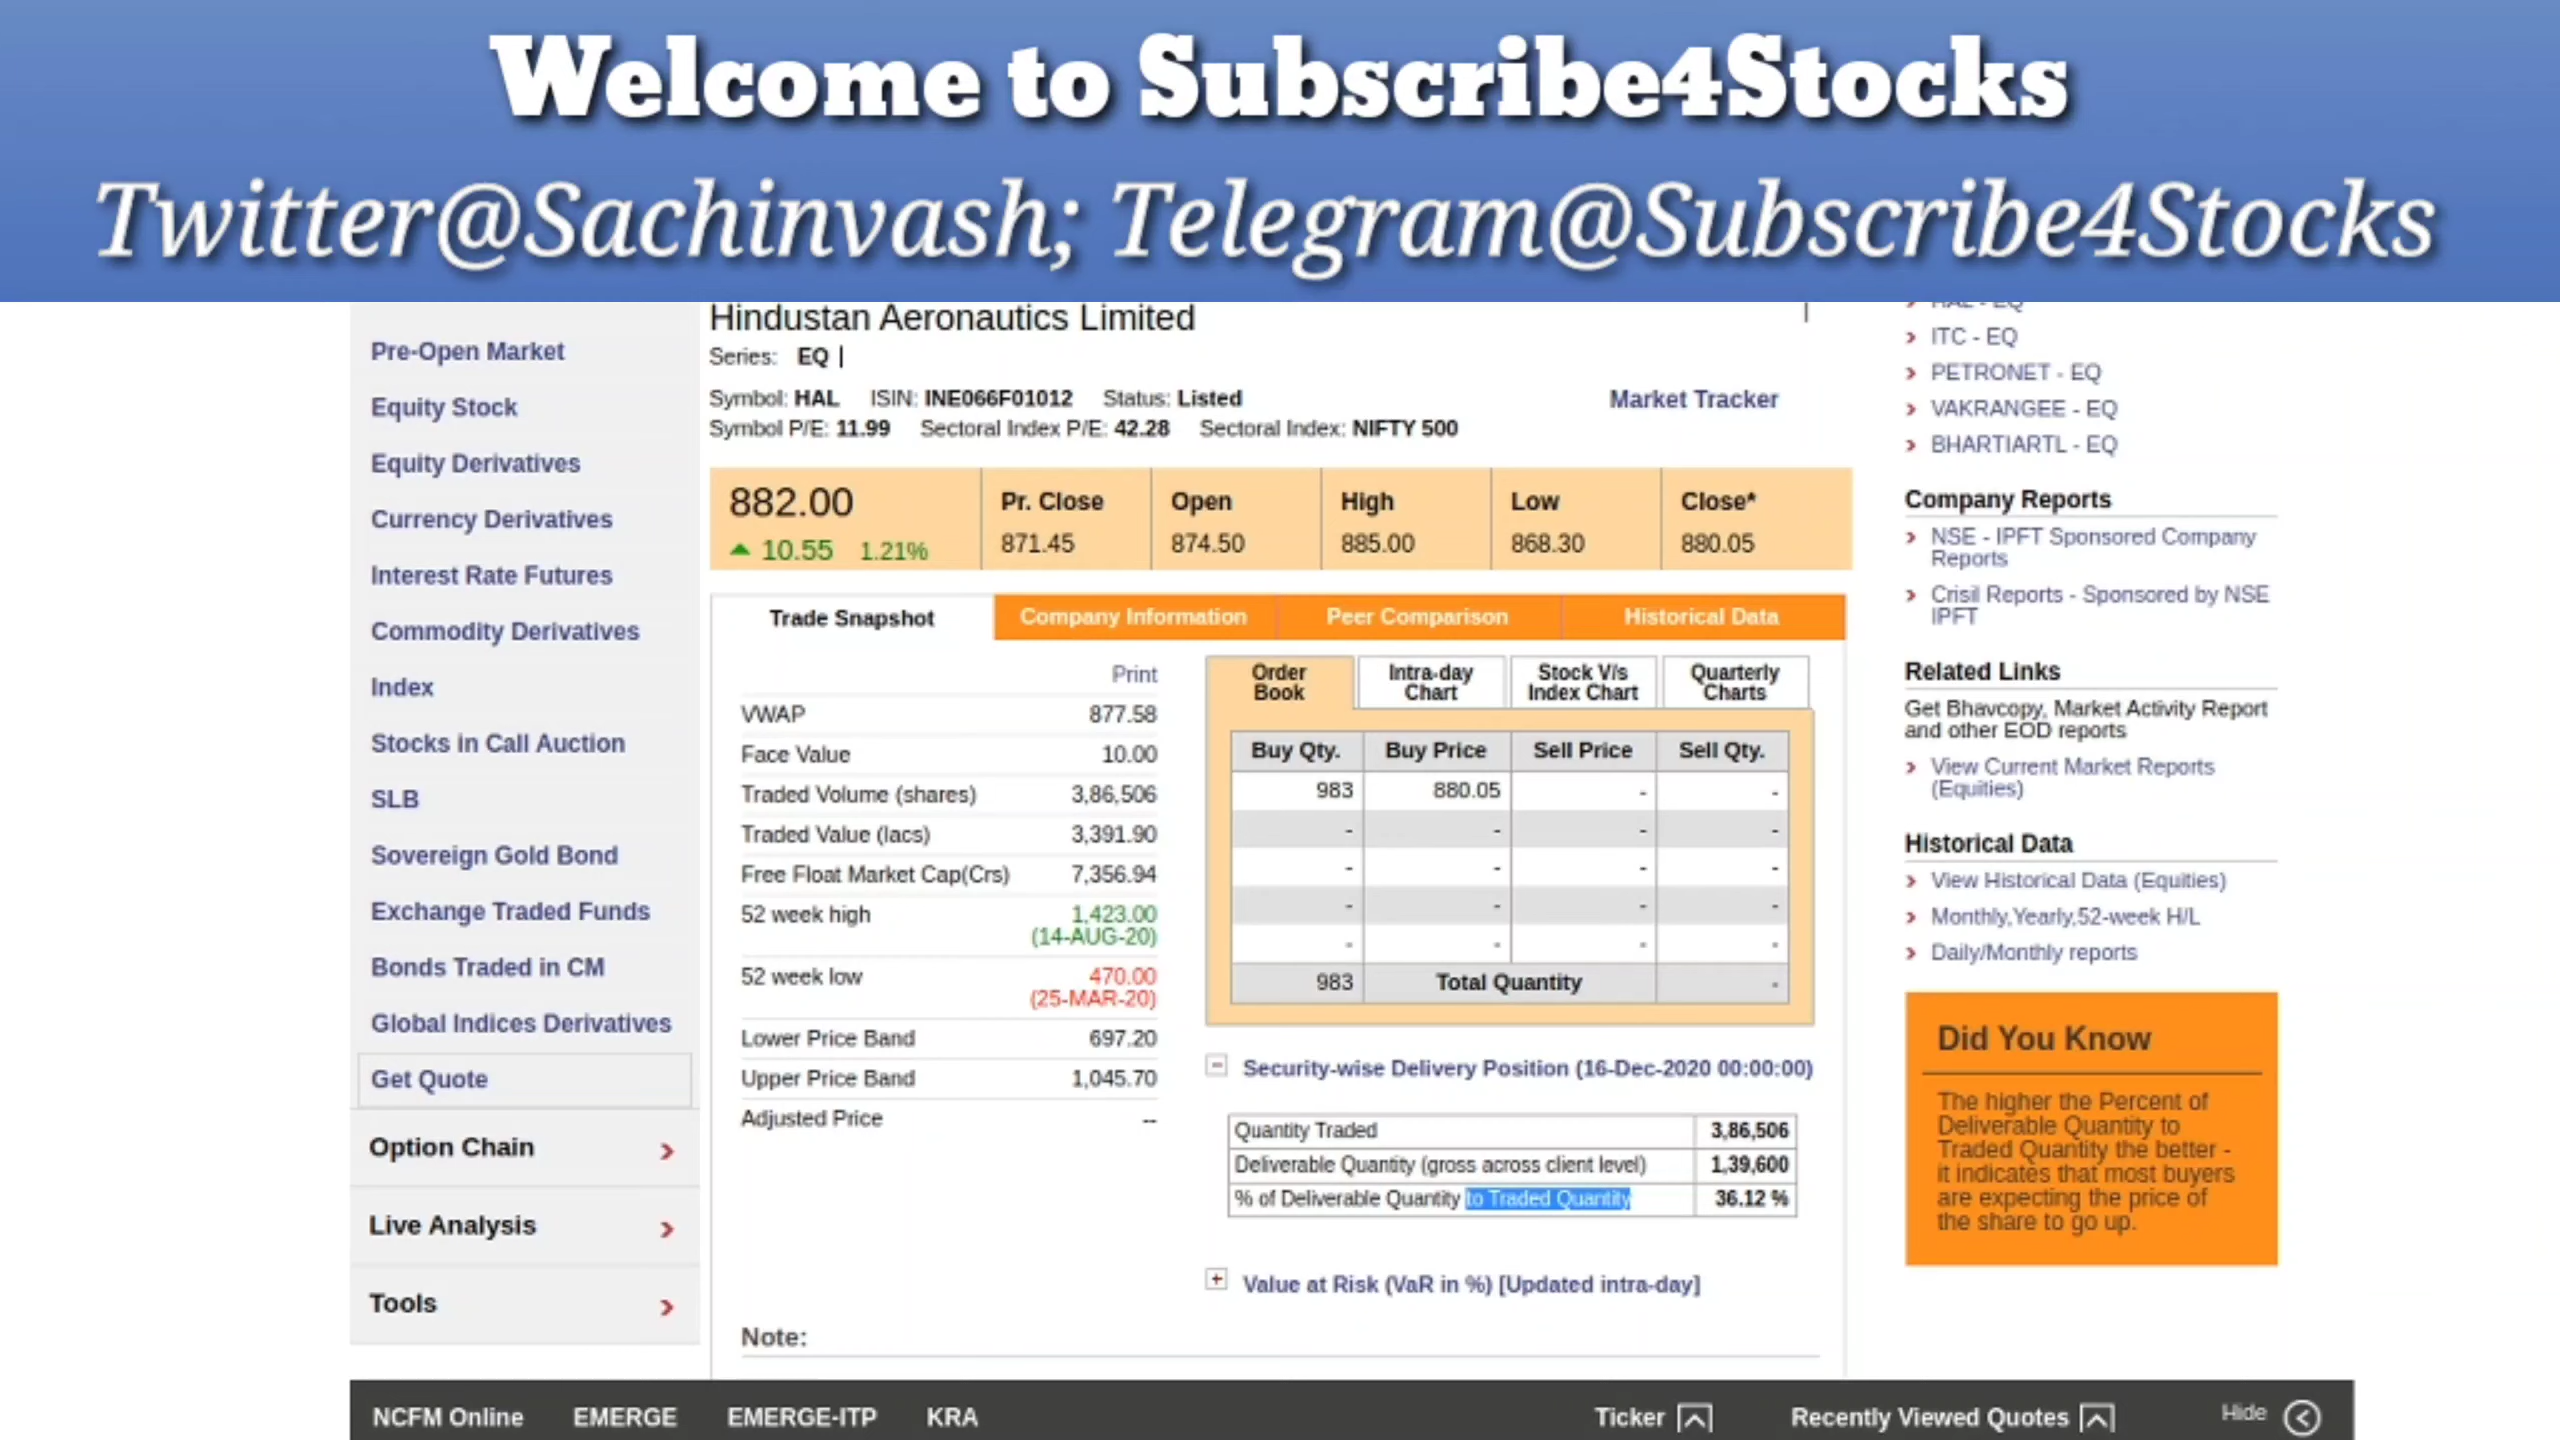 Welcome to Subscribe4Stocks
Twitter@Sachinvash; Telegram@Subscribe4Stocks
Pre-Open Market
Equity Stock
Equity Derivatives
Currency Derivatives
Interest Rate Futures
Commodity Derivatives
Index
Stocks in Call Auction
SLB
Sovereign Gold Bond
Exchange Traded Funds
Bonds Traded in CM
Global Indices Derivatives
Get Quote
Option Chain
Live Analysis
Tools
Hindustan Aeronautics Limited
Series: EQ |
Symbol: HAL ISIN: INE066F01012 Status: Listed
Market Tracker
Symbol P/E: 11.99 Sectoral Index P/E: 42.28 Sectoral Index: NIFTY 500
882.00 Pr. Close Open High Low Close*
10.55 1.21% 871.45 874.50 885.00 868.30 880.05
Trade Snapshot Company Information Peer Comparison Historical Data
Print
VWAP 877.58
Face Value 10.00
Traded Volume (shares) 3,86,506
Traded Value (lacs) 3,391.90
Free Float Market Cap(Crs) 7,356.94
52 week high 1,423.00
(14-AUG-20)
52 week low 470.00
(25-MAR-20)
Lower Price Band 697.20
Upper Price Band 1,045.70
Adjusted Price --
Order Book
Intra-day Chart
Stock V/s Index Chart
Quarterly Charts
Buy Qty. Buy Price Sell Price Sell Qty.
983 880.05 - -
- - - -
- - - -
- - - -
- - - -
983 Total Quantity -
Security-wise Delivery Position (16-Dec-2020 00:00:00)
Quantity Traded 3,86,506
Deliverable Quantity (gross across client level) 1,39,600
% of Deliverable Quantity to Traded Quantity 36.12 %
Value at Risk (VaR in %) [Updated intra-day]
Note:
HAL - EQ
ITC - EQ
PETRONET - EQ
VAKRANGEE - EQ
BHARTIARTL - EQ
Company Reports
NSE - IPFT Sponsored Company
Reports
Crisil Reports - Sponsored by NSE
IPFT
Related Links
Get Bhavcopy, Market Activity Report
and other EOD reports
View Current Market Reports
(Equities)
Historical Data
View Historical Data (Equities)
Monthly,Yearly,52-week H/L
Daily/Monthly reports
Did You Know
The higher the Percent of
Deliverable Quantity to
Traded Quantity the better -
it indicates that most buyers
are expecting the price of
the share to go up.
NCFM Online EMERGE EMERGE-ITP KRA Ticker Recently Viewed Quotes Hide